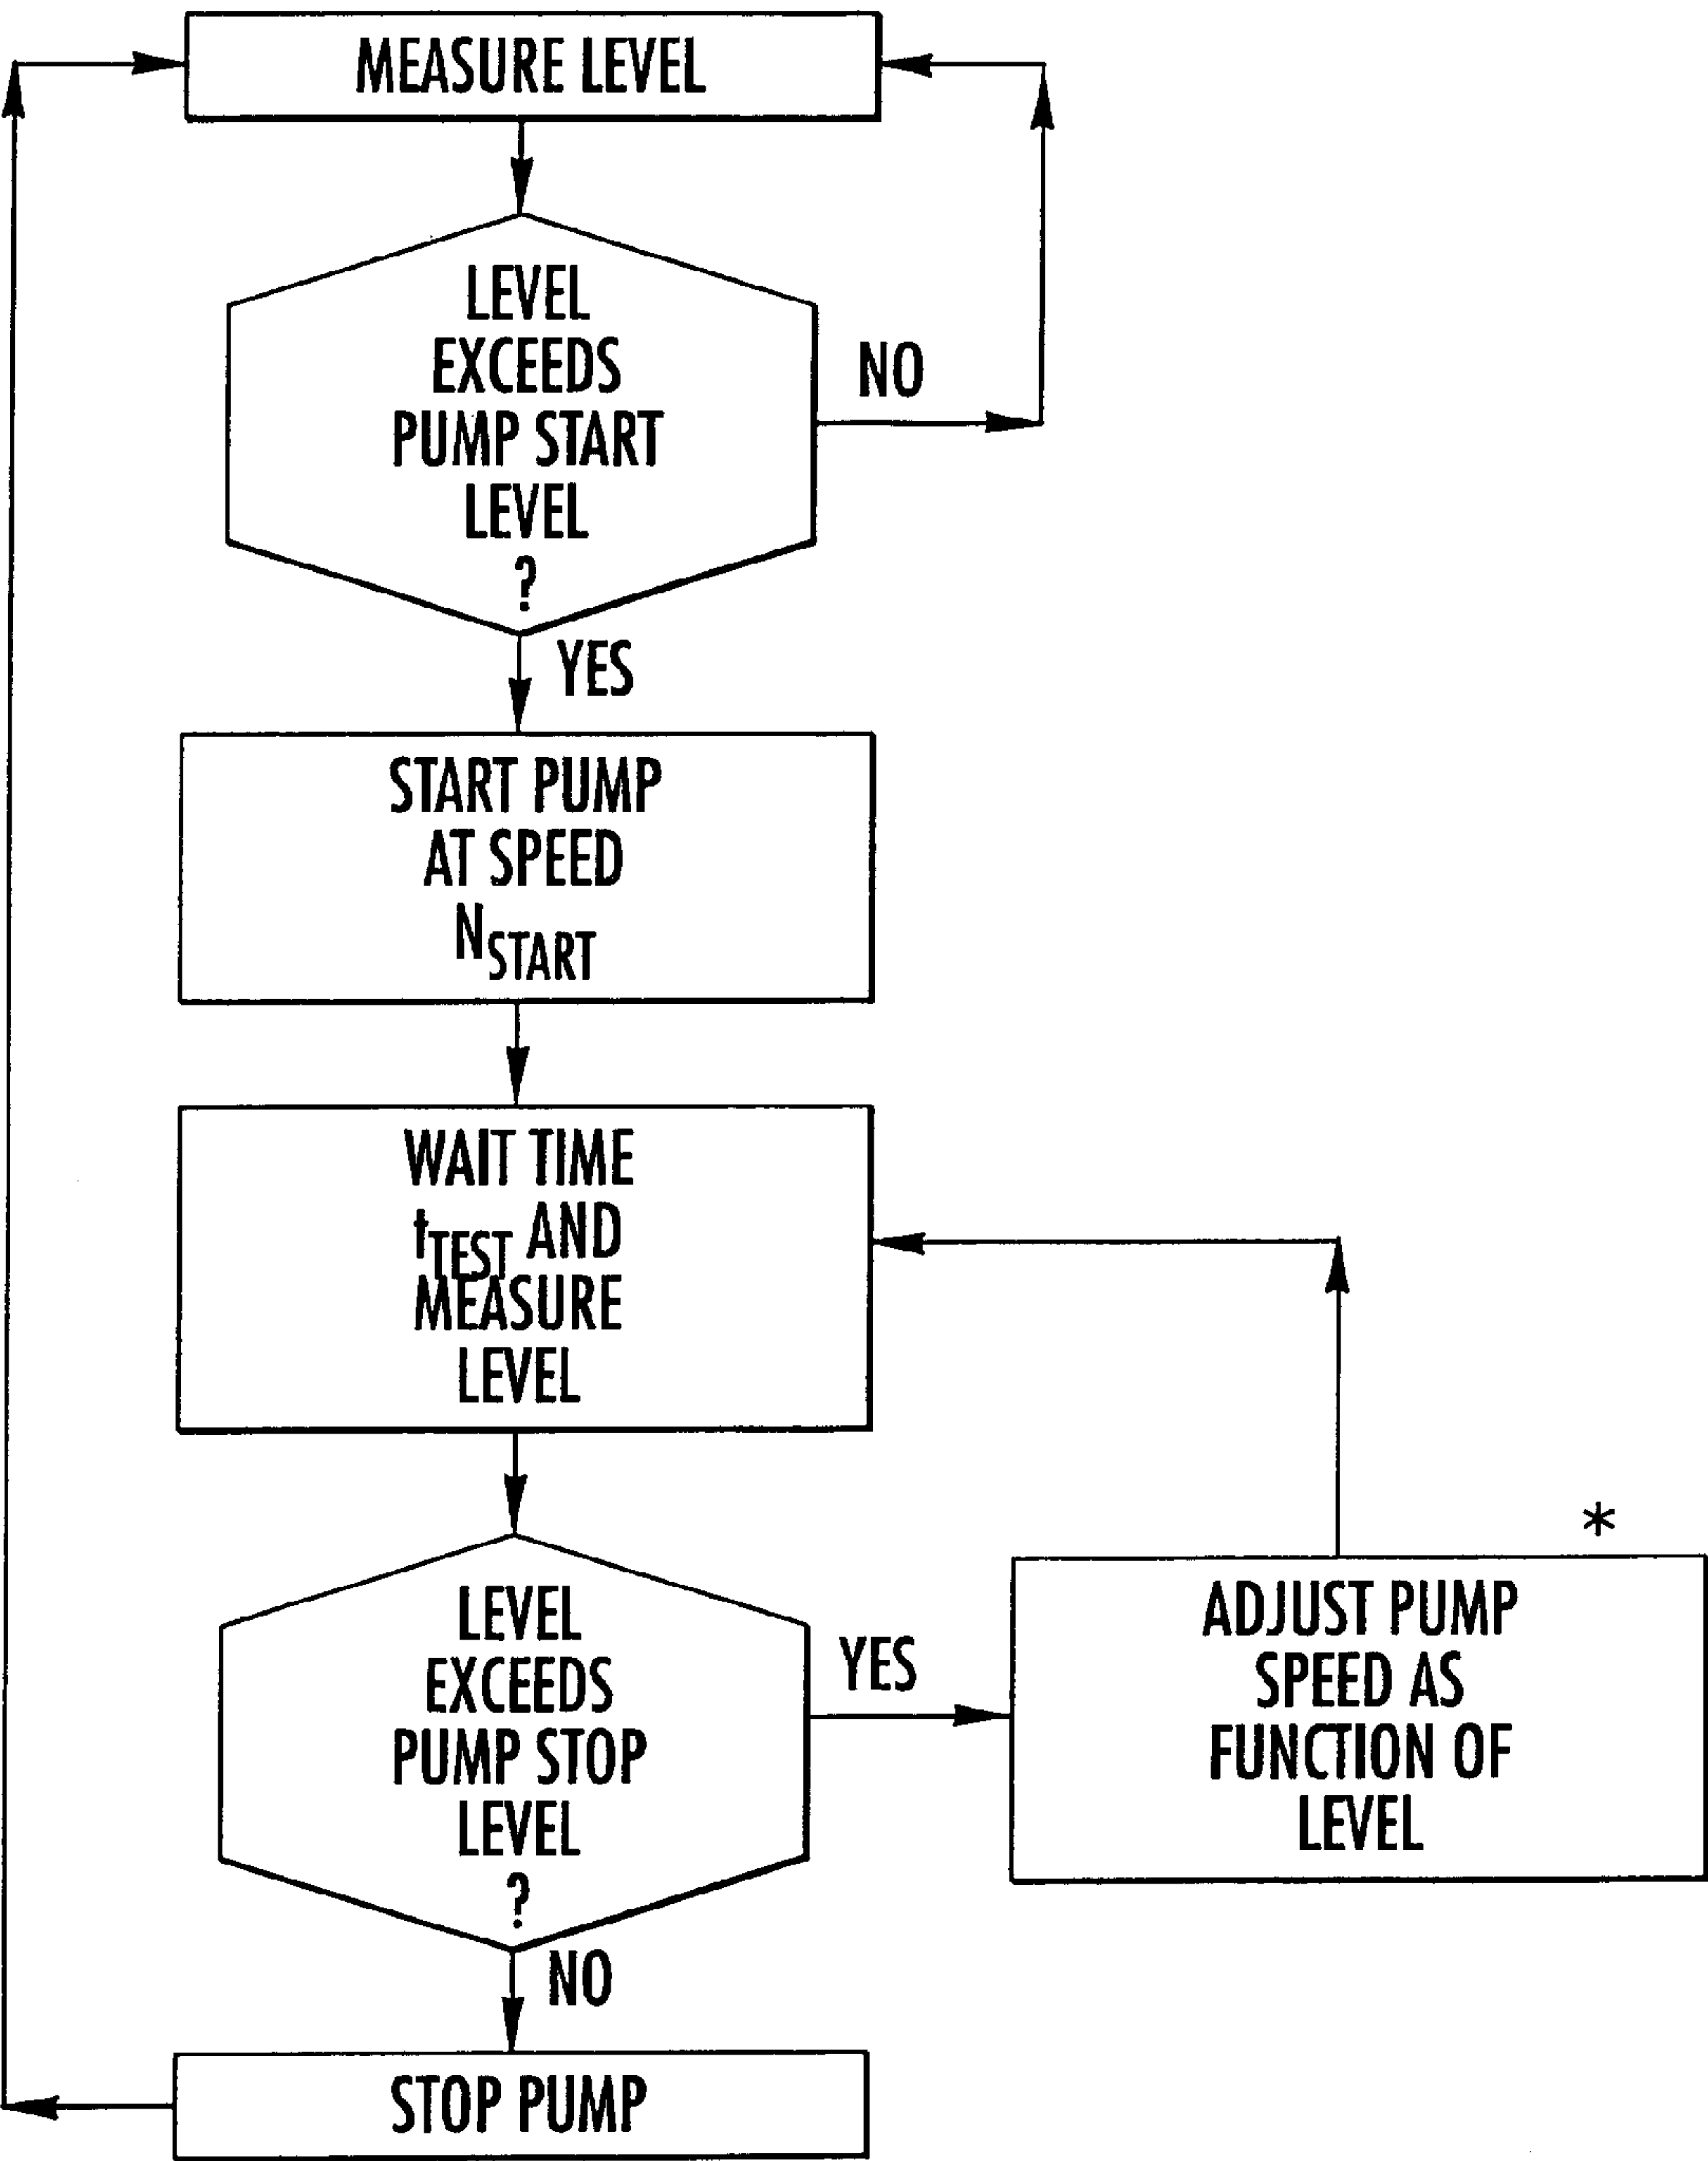 MEASURE LEVEL
LEVEL
EXCEEDS
PUMP START
LEVEL
?
NO
YES
START PUMP
AT SPEED
NSTART
WAIT TIME
tTEST AND
MEASURE
LEVEL
LEVEL
EXCEEDS
PUMP STOP
LEVEL
?
YES
*
ADJUST PUMP
SPEED AS
FUNCTION OF
LEVEL
NO
STOP PUMP